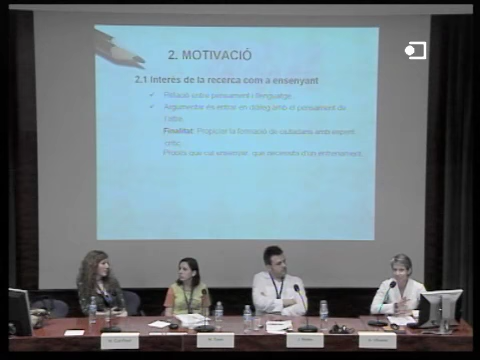 2. MOTIVACIÓ
2.1 Interès de la recerca com a ensenyant
✓ Relació entre pensament i llenguatge.
✓ Argumentar és entrar en diàleg amb el pensament de
l'altre.
Finalitat: Propiciar la formació de ciutadans amb esperit
crític.
Procés que cal ensenyar, que necessita d'un entrenament.